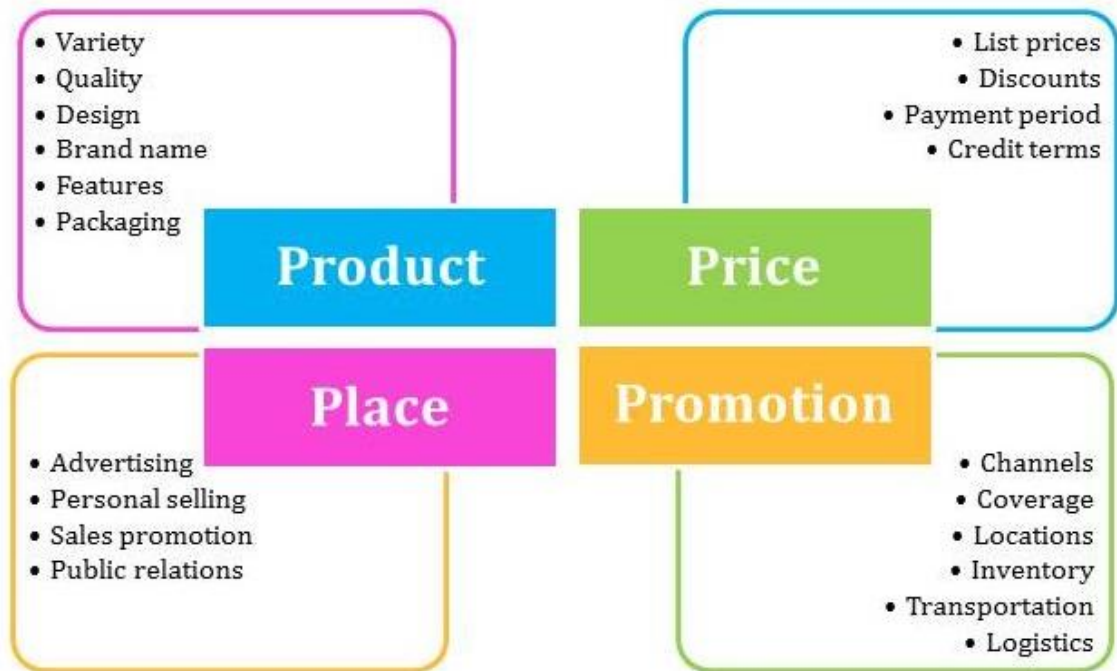 • Variety
• Quality
• Design
• Brand name
• Features
• Packaging
Product
• List prices
• Discounts
• Payment period
• Credit terms
Price
Place
• Advertising
• Personal selling
• Sales promotion
• Public relations
Promotion
• Channels
• Coverage
• Locations
• Inventory
• Transportation
• Logistics